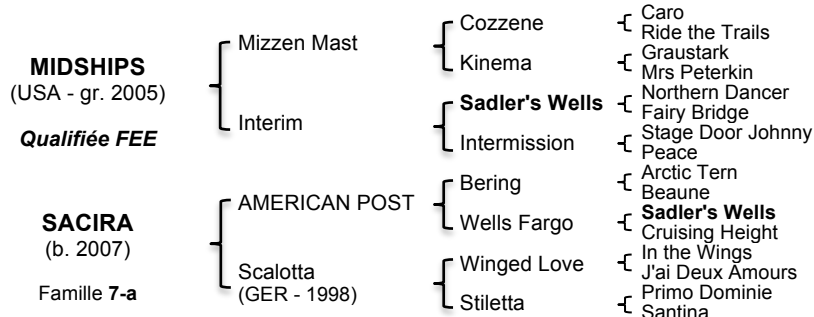 MIDSHIPS
(USA - gr. 2005)
Qualifiée FEE
SACIRA
(b. 2007)
Famille 7-a
Mizzen Mast
Interim
AMERICAN POST
Scalotta
(GER - 1998)
Cozzene
Kinema
Sadler's Wells
Intermission
Bering
Wells Fargo
Winged Love
Stiletta
Caro
Ride the Trails
Graustark
Mrs Peterkin
Northern Dancer
Fairy Bridge
Stage Door Johnny
Peace
Arctic Tern
Beaune
Sadler's Wells
Cruising Height
In the Wings
J'ai Deux Amours
Primo Dominie
Santina